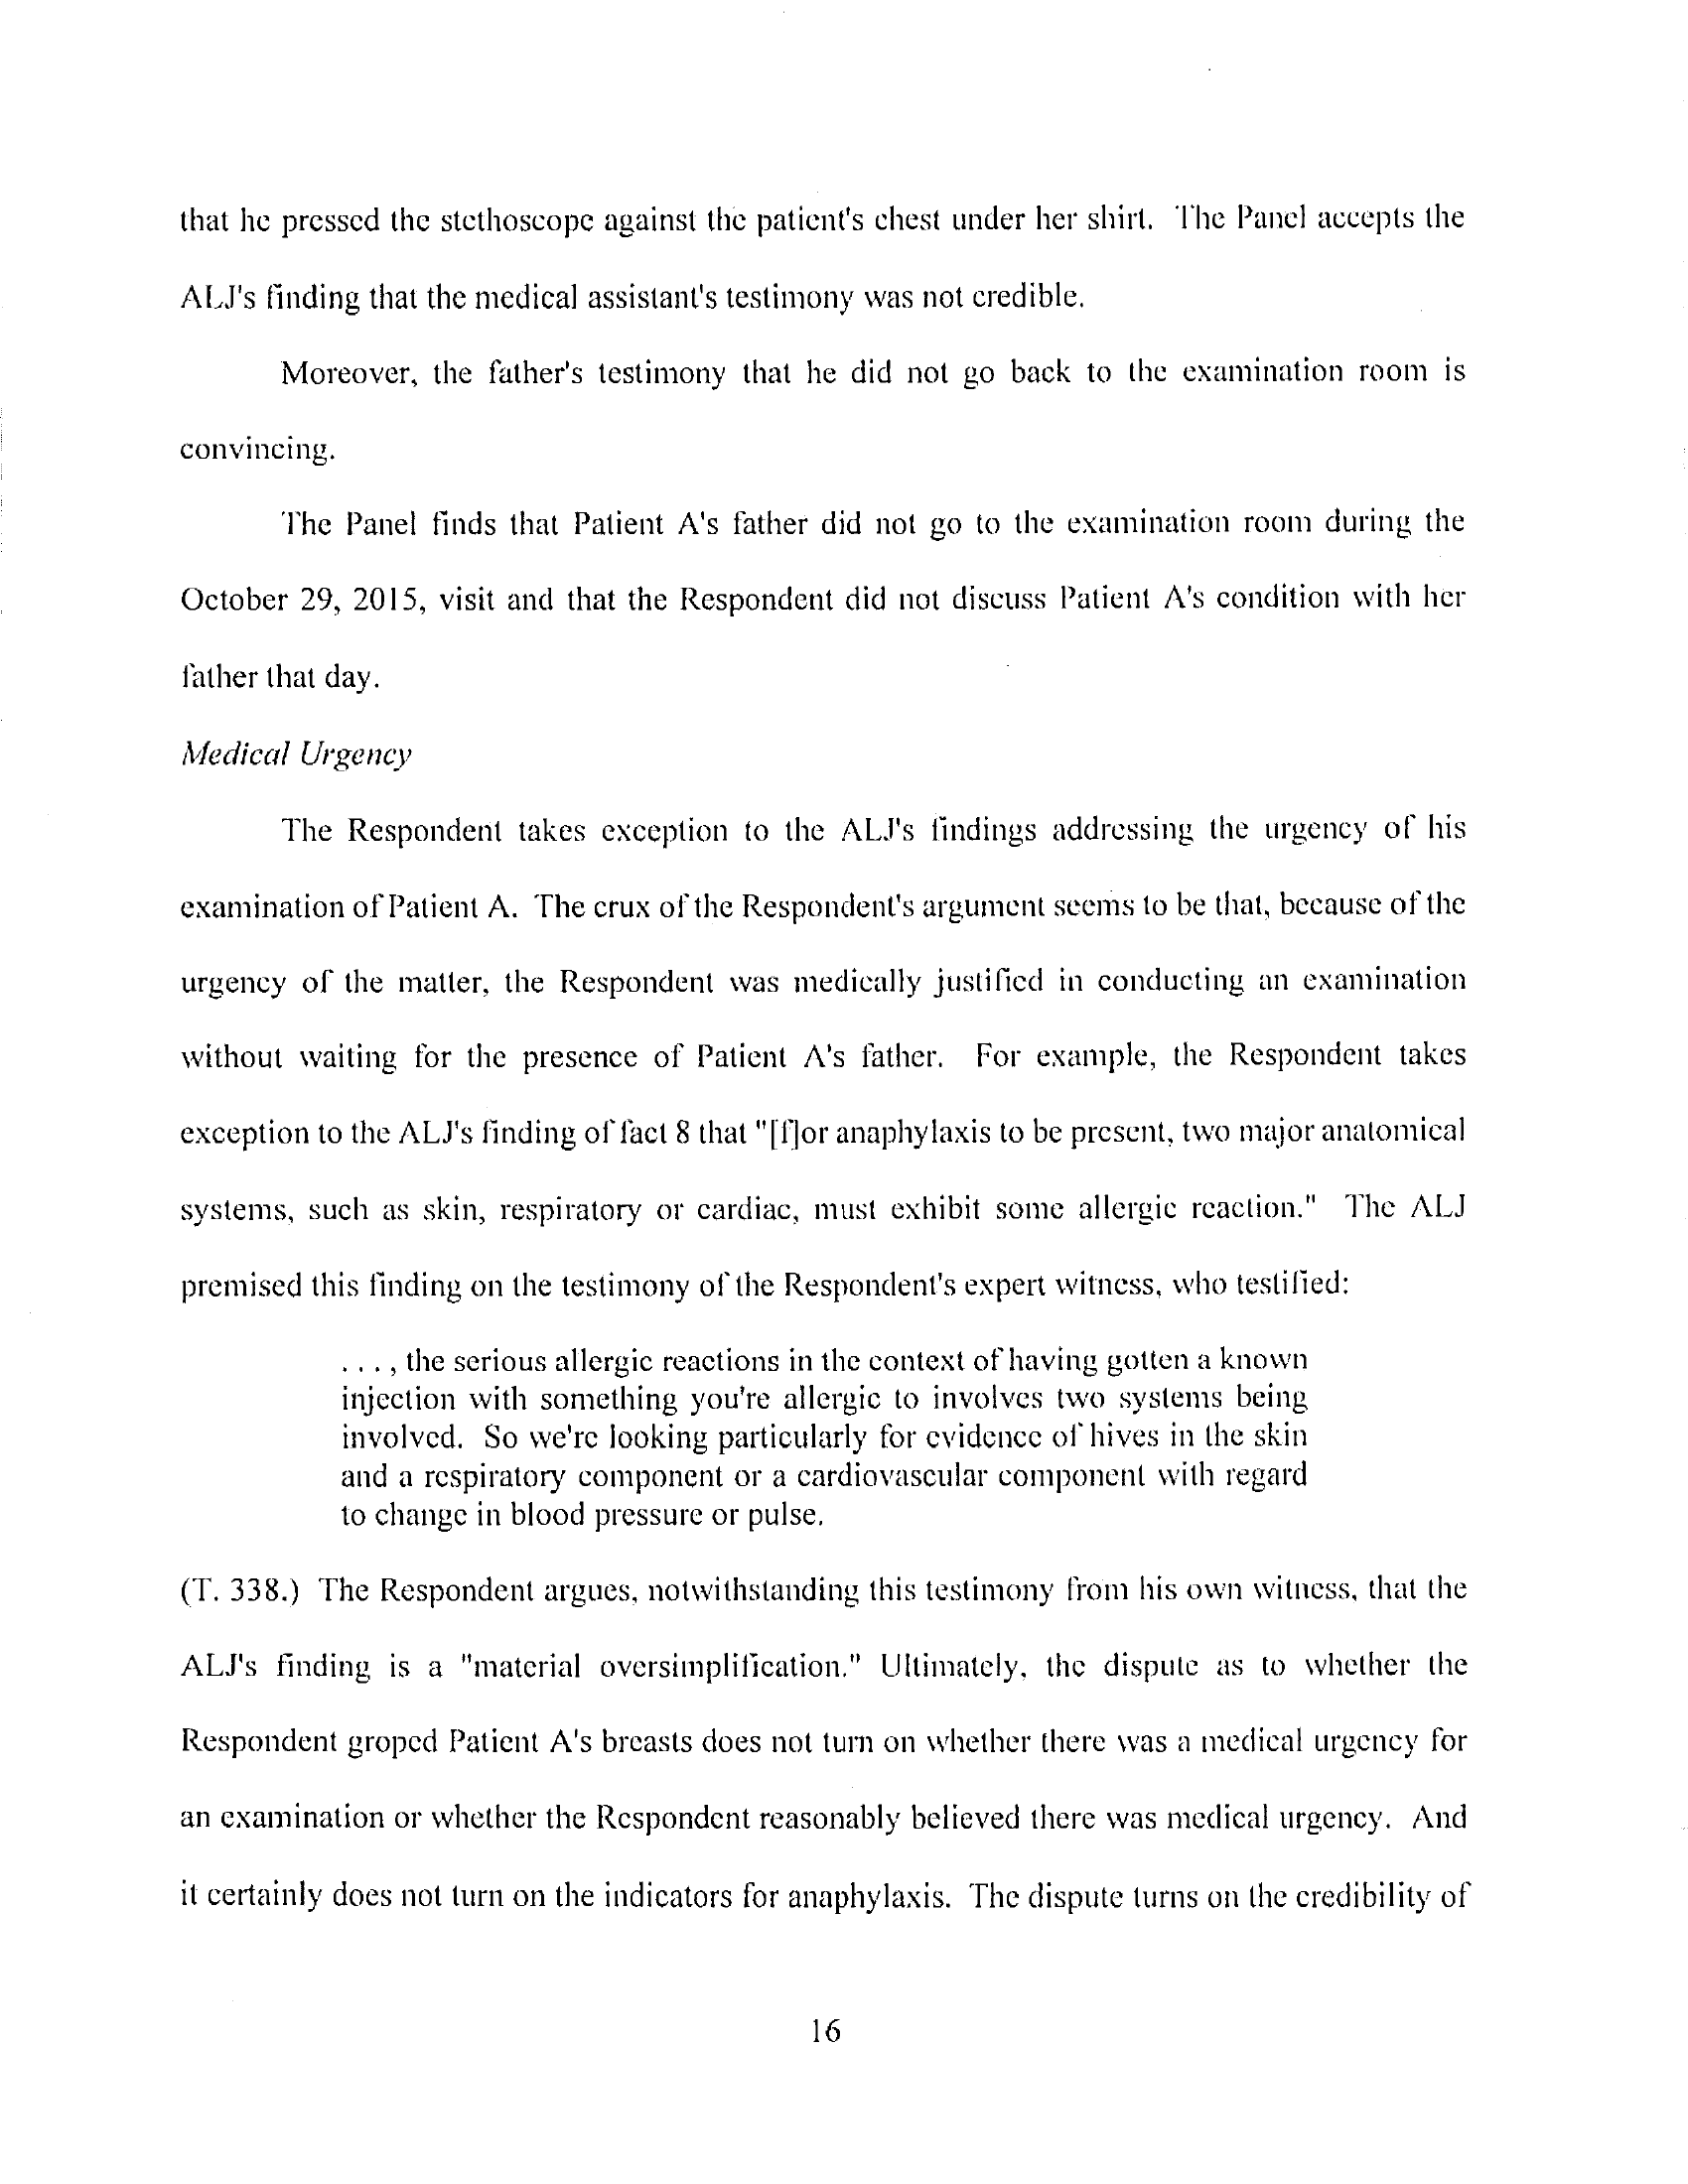 that he pressed the stethoscope against the patient's chest under her shirt. The Panel accepts the
ALJ's finding that the medical assistant's testimony was not credible.
Moreover, the father's testimony that he did not go back to the examination room is
convincing.
The Panel finds that Patient A's father did not go to the examination room during the
October 29, 2015, visit and that the Respondent did not discuss Patient A's condition with her
father that day.
Medical Urgency
The Respondent takes exception to the ALJ's findings addressing the urgency of his
examination of Patient A. The crux of the Respondent's argument seems to be that, because of the
urgency of the matter, the Respondent was medically justified in conducting an examination
without waiting for the presence of Patient A's father. For example, the Respondent takes
exception to the ALJ's finding of fact 8 that "[f]or anaphylaxis to be present, two major anatomical
systems, such as skin, respiratory or cardiac, must exhibit some allergic reaction." The ALJ
premised this finding on the testimony of the Respondent's expert witness, who testified:
. . . , the serious allergic reactions in the context of having gotten a known
injection with something you're allergic to involves two systems being
involved. So we're looking particularly for evidence of hives in the skin
and a respiratory component or a cardiovascular component with regard
to change in blood pressure or pulse.
(T. 338.) The Respondent argues, notwithstanding this testimony from his own witness, that the
ALJ's finding is a "material oversimplification." Ultimately, the dispute as to whether the
Respondent groped Patient A's breasts does not turn on whether there was a medical urgency for
an examination or whether the Respondent reasonably believed there was medical urgency. And
it certainly does not turn on the indicators for anaphylaxis. The dispute turns on the credibility of
16